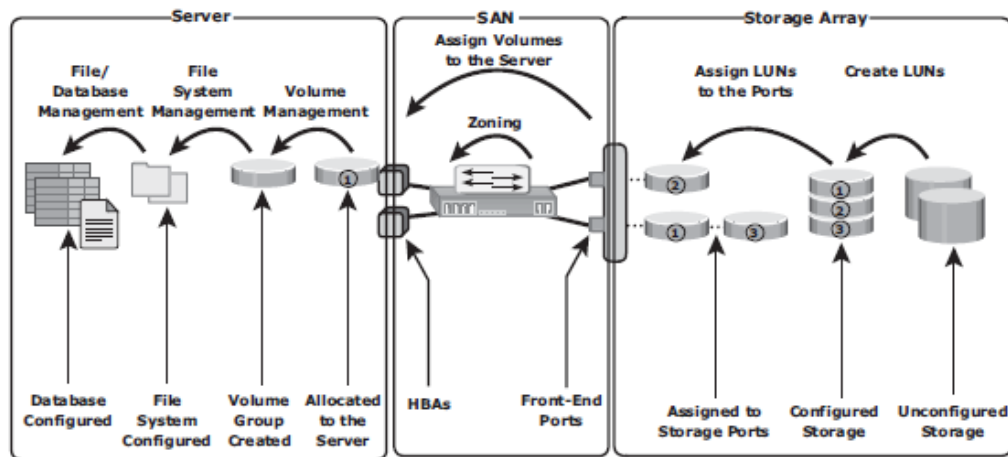 Server
SAN
Storage Array
Assign Volumes
to the Server
File/
Database
Management
File
System
Management
Volume
Management
Zoning
Assign LUNs
to the Ports
Create LUNs
1
2
1
3
1
2
3
Database
Configured
File
System
Configured
Volume
Group
Created
Allocated
to the
Server
HBAs
Front-End
Ports
Assigned to
Storage Ports
Configured
Storage
Unconfigured
Storage